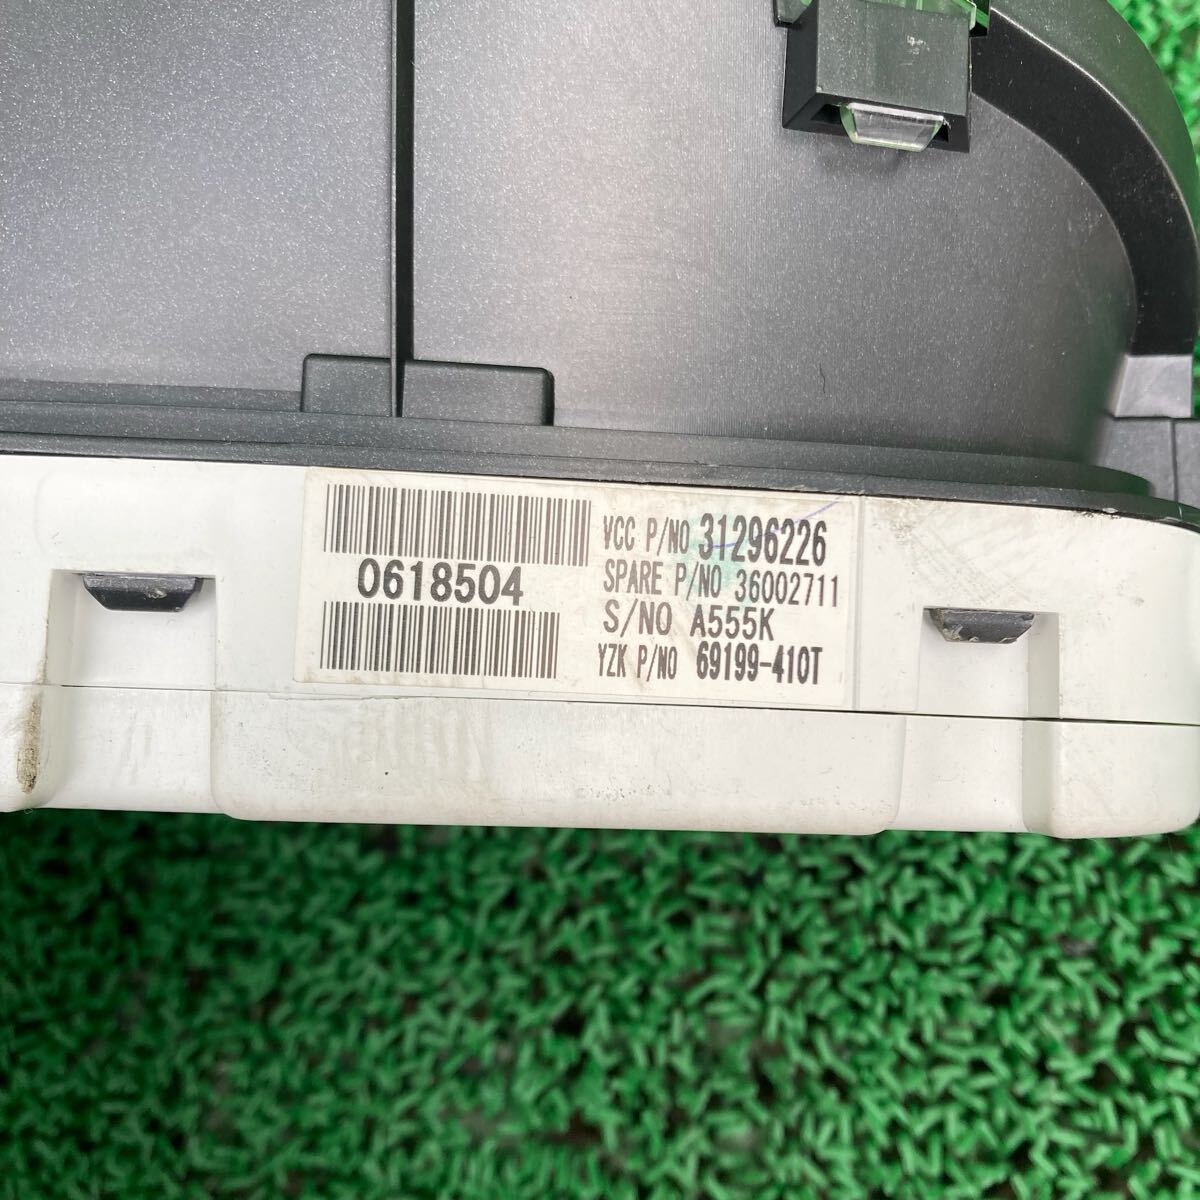 0618504
VCC P/NO 31296226
SPARE P/NO 36002711
S/NO A555K
YZK P/NO 69199-410T